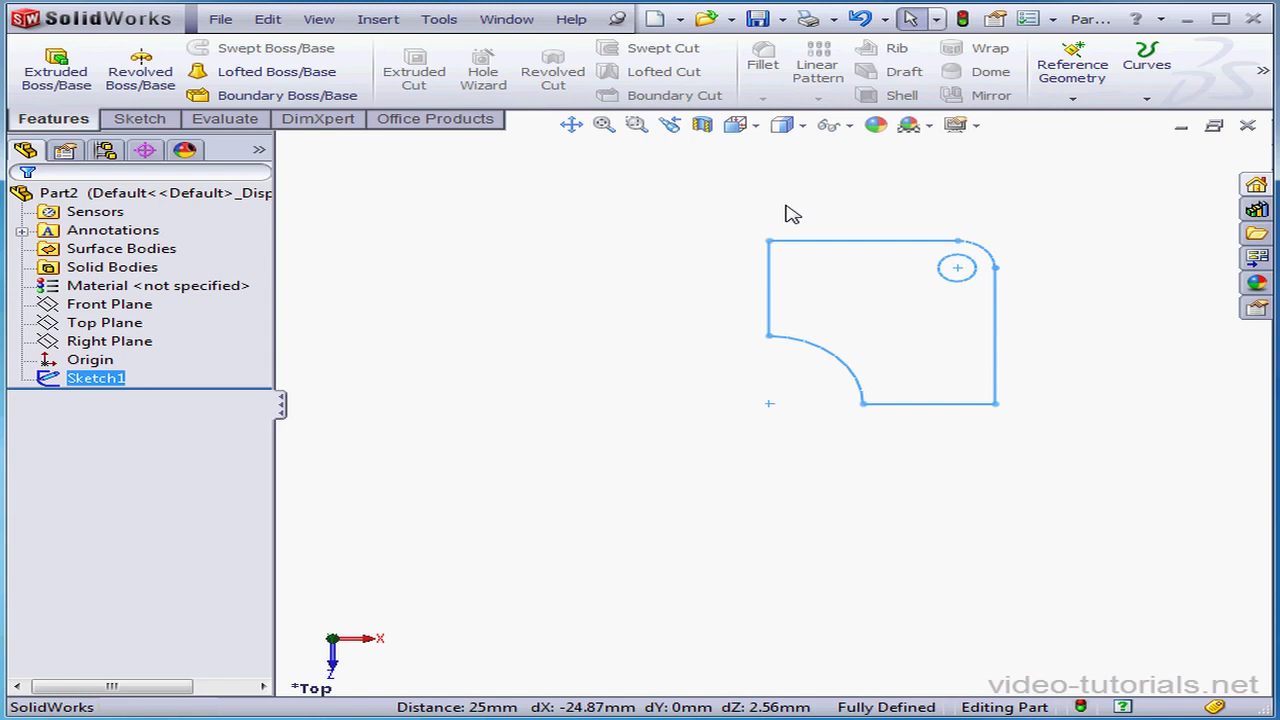 SW SolidWorks File Edit View Insert Tools Window Help Par... ?
Extruded Boss/Base
Revolved Boss/Base
Swept Boss/Base
Lofted Boss/Base
Boundary Boss/Base
Extruded Cut
Hole Wizard
Revolved Cut
Swept Cut
Lofted Cut
Boundary Cut
Fillet
Linear Pattern
Rib
Draft
Shell
Wrap
Dome
Mirror
Reference Geometry
Curves
Features Sketch Evaluate DimXpert Office Products
Part2 (Default<<Default>_Disp
Sensors
A Annotations
Surface Bodies
Solid Bodies
Material <not specified>
Front Plane
Top Plane
Right Plane
Origin
Sketch1
X
Z
*Top
video-tutorials.net
SolidWorks Distance: 25mm dX: -24.87mm dY: 0mm dZ: 2.56mm Fully Defined Editing Part ?